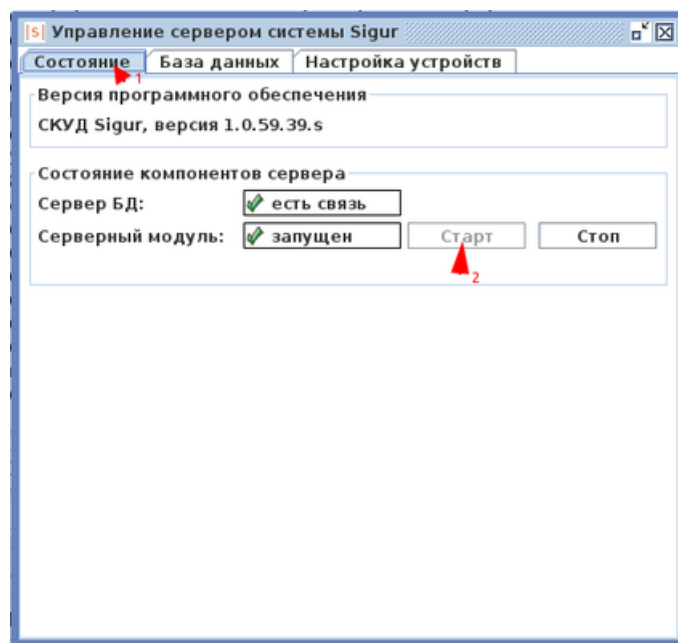 |s| Управление сервером системы Sigur
Состояние База данных Настройка устройств
1
Версия программного обеспечения
СКУД Sigur, версия 1.0.59.39.s
Состояние компонентов сервера
Сервер БД: есть связь
Серверный модуль: запущен Старт Стоп
2